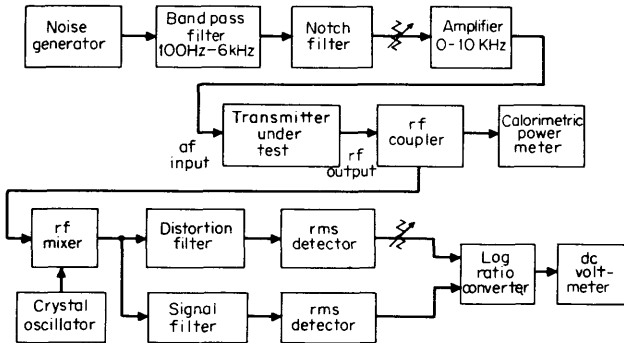 Noise
generator
Band pass
filter
100Hz-6kHz
Notch
filter
Amplifier
0-10 KHz
af
input
Transmitter
under
test
rf
output
rf
coupler
Calorimetric
power
meter
rf
mixer
Distortion
filter
rms
detector
Log
ratio
converter
dc
volt-
meter
Crystal
oscillator
Signal
filter
rms
detector